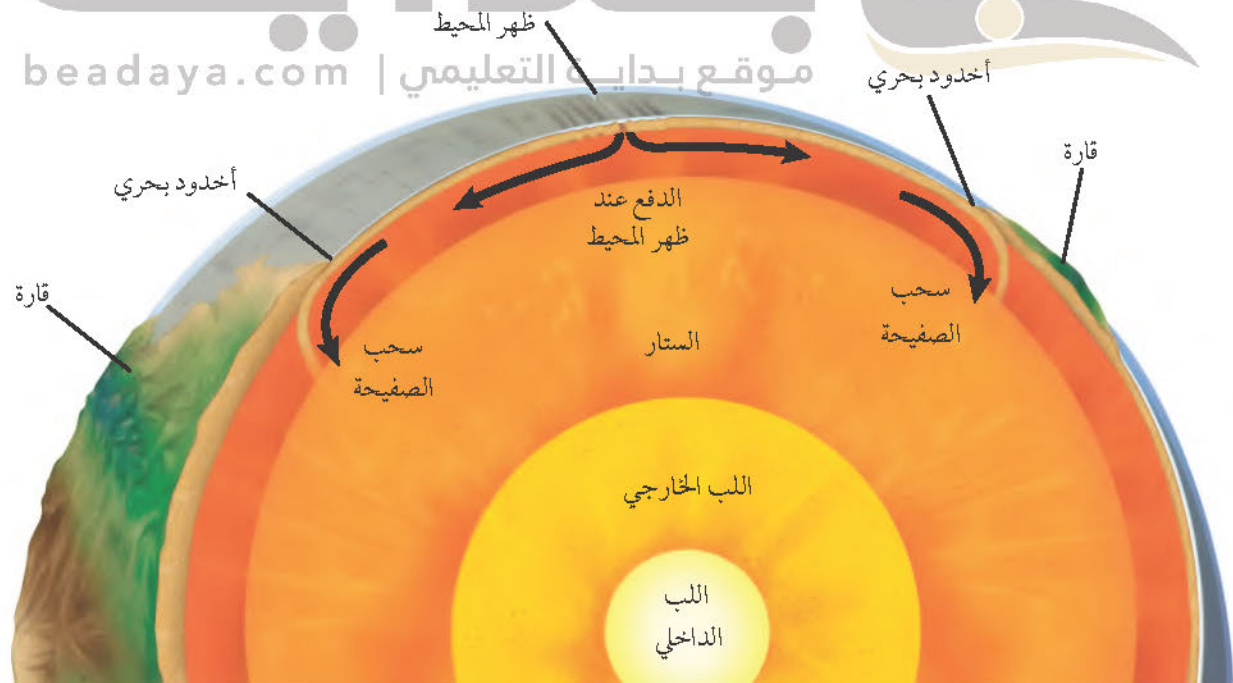 ظهر المحيط
موقع بداية التعليمي | beadaya.com
أخدود بحري
قارة
أخدود بحري
الدفع عند
ظهر المحيط
قارة
سحب
الصفيحة
سحب
الصفيحة
الستار
اللب الخارجي
اللب
الداخلي